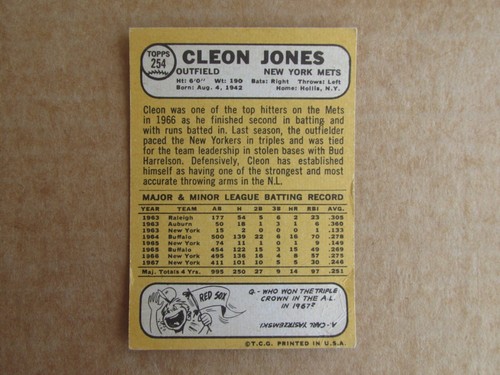 TOPPS
254
CLEON JONES
OUTFIELD NEW YORK METS
Ht: 6'0" Wt: 190 Bats: Right Throws: Left
Born: Aug. 4, 1942 Home: Hollis, N.Y.
Cleon was one of the top hitters on the Mets
in 1966 as he finished second in batting and
with runs batted in. Last season, the outfielder
paced the New Yorkers in triples and was tied
for the team leadership in stolen bases with Bud
Harrelson. Defensively, Cleon has established
himself as having one of the strongest and most
accurate throwing arms in the N.L.
MAJOR & MINOR LEAGUE BATTING RECORD
YEAR TEAM AB H 2B 3B HR RBI AVG.
1963 Raleigh 177 54 5 6 2 23 .305
1963 Auburn 50 18 1 3 1 6 .360
1963 New York 15 2 0 0 0 1 .133
1964 Buffalo 500 139 22 6 16 70 .278
1965 New York 74 11 1 0 1 9 .149
1965 Buffalo 454 122 15 3 15 49 .269
1966 New York 495 136 16 4 8 57 .275
1967 New York 411 101 10 5 5 30 .246
Maj. Totals 4 Yrs. 995 250 27 9 14 97 .251
RED SOX
Q.- WHO WON THE TRIPLE
CROWN IN THE A.L.
IN 1967?
A - CARL YASTRZEMSKI
©T.C.G. PRINTED IN U.S.A.